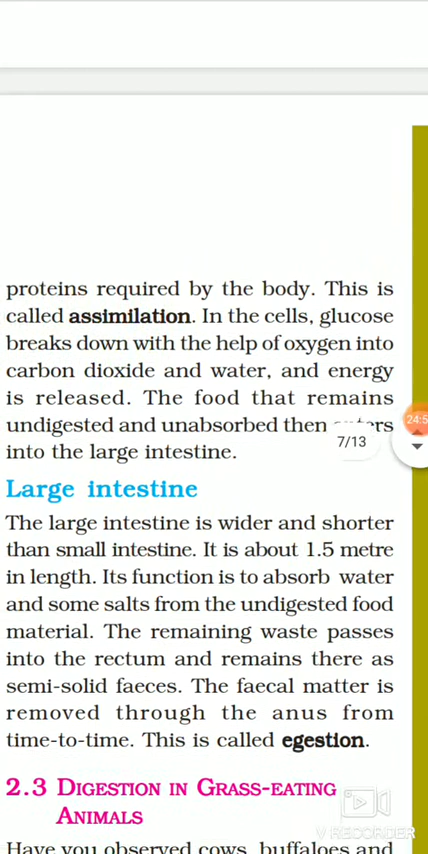 proteins required by the body. This is
called assimilation. In the cells, glucose
breaks down with the help of oxygen into
carbon dioxide and water, and energy
is released. The food that remains
undigested and unabsorbed then
into the large intestine.
24:5
7/13
Large intestine
The large intestine is wider and shorter
than small intestine. It is about 1.5 metre
in length. Its function is to absorb water
and some salts from the undigested food
material. The remaining waste passes
into the rectum and remains there as
semi-solid faeces. The faecal matter is
removed through the anus from
time-to-time. This is called egestion.
2.3 DIGESTION IN GRASS-EATING
ANIMALS
V RECORDER
Have you observed cows, buffaloes and